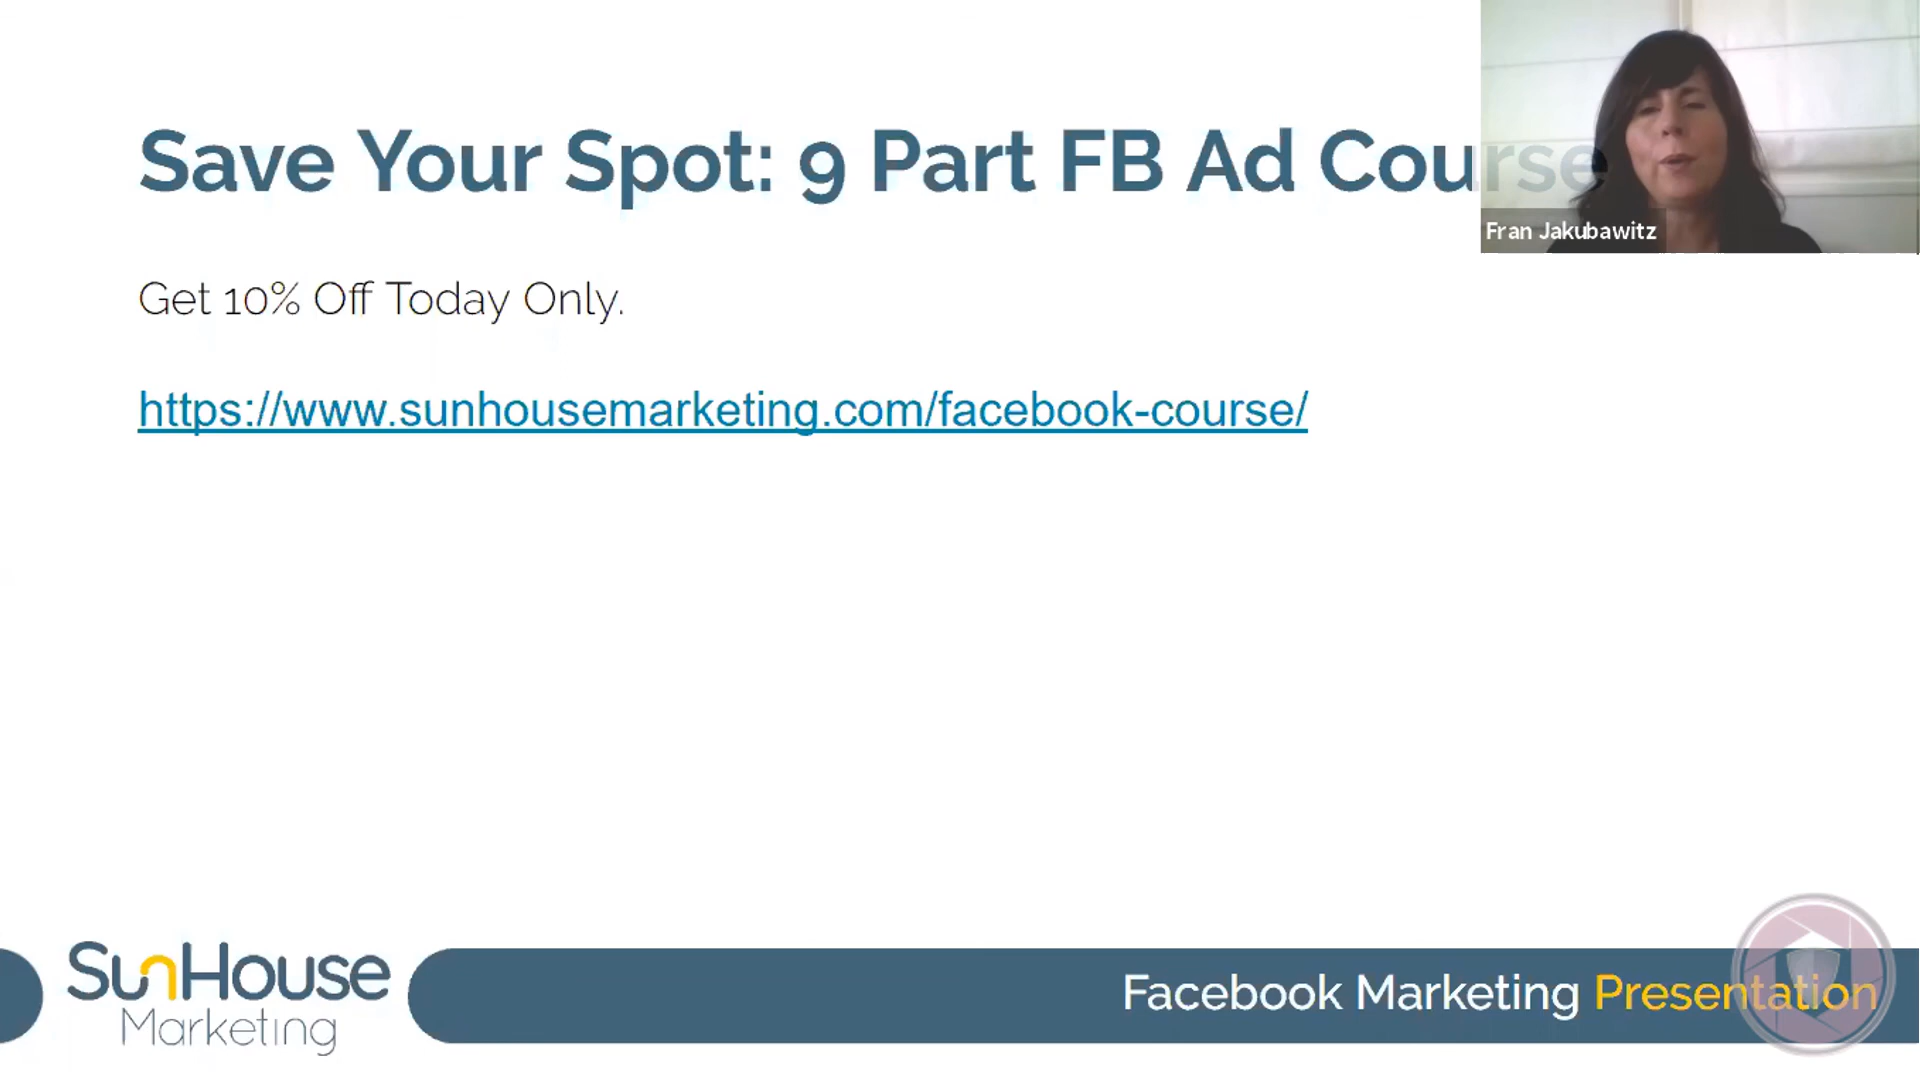 Save Your Spot: 9 Part FB Ad Course
Fran Jakubawitz
Get 10% Off Today Only.
https://www.sunhousemarketing.com/facebook-course/
SunHouse
Marketing
Facebook Marketing Presentation